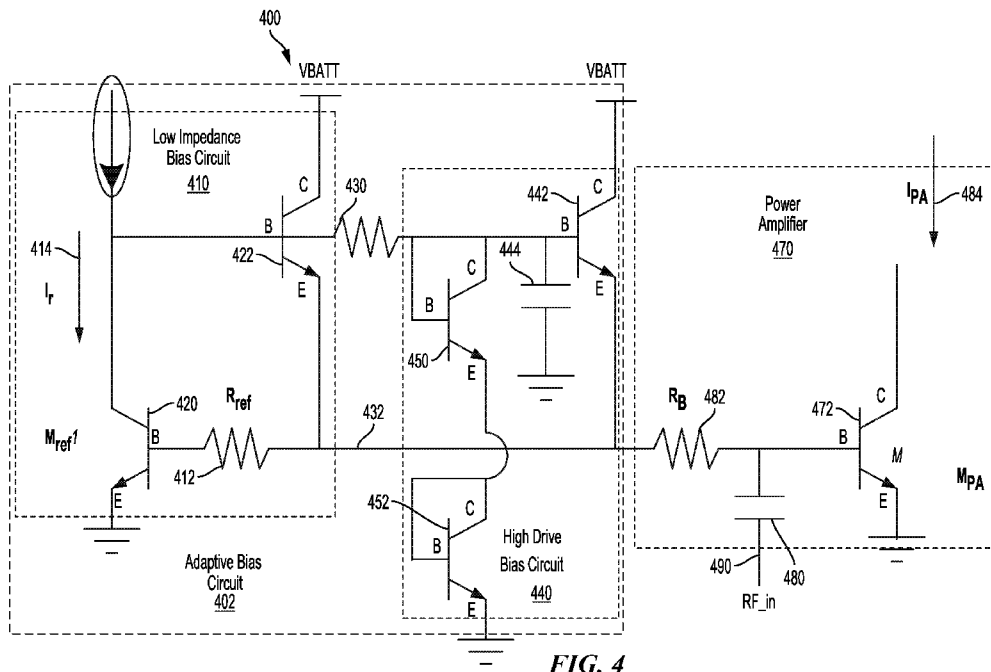 400
VBATT
VBATT
Low Impedance
Bias Circuit
410
C
B
422
E
430
442
C
B
E
444
C
B
450
E
414
Ir
Power
Amplifier
470
IPA
484
420
Mref1
B
E
Rref
412
432
RB
482
472
C
B
M
E
MPA
452
C
B
E
High Drive
Bias Circuit
440
Adaptive Bias
Circuit
402
490
480
RF_in
FIG. 4